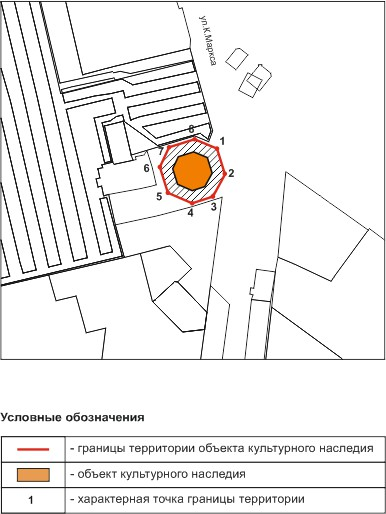 ул.К.Маркса
8
1
7
2
6
5
4
3
Условные обозначения
- границы территории объекта культурного наследия
- объект культурного наследия
1 - характерная точка границы территории